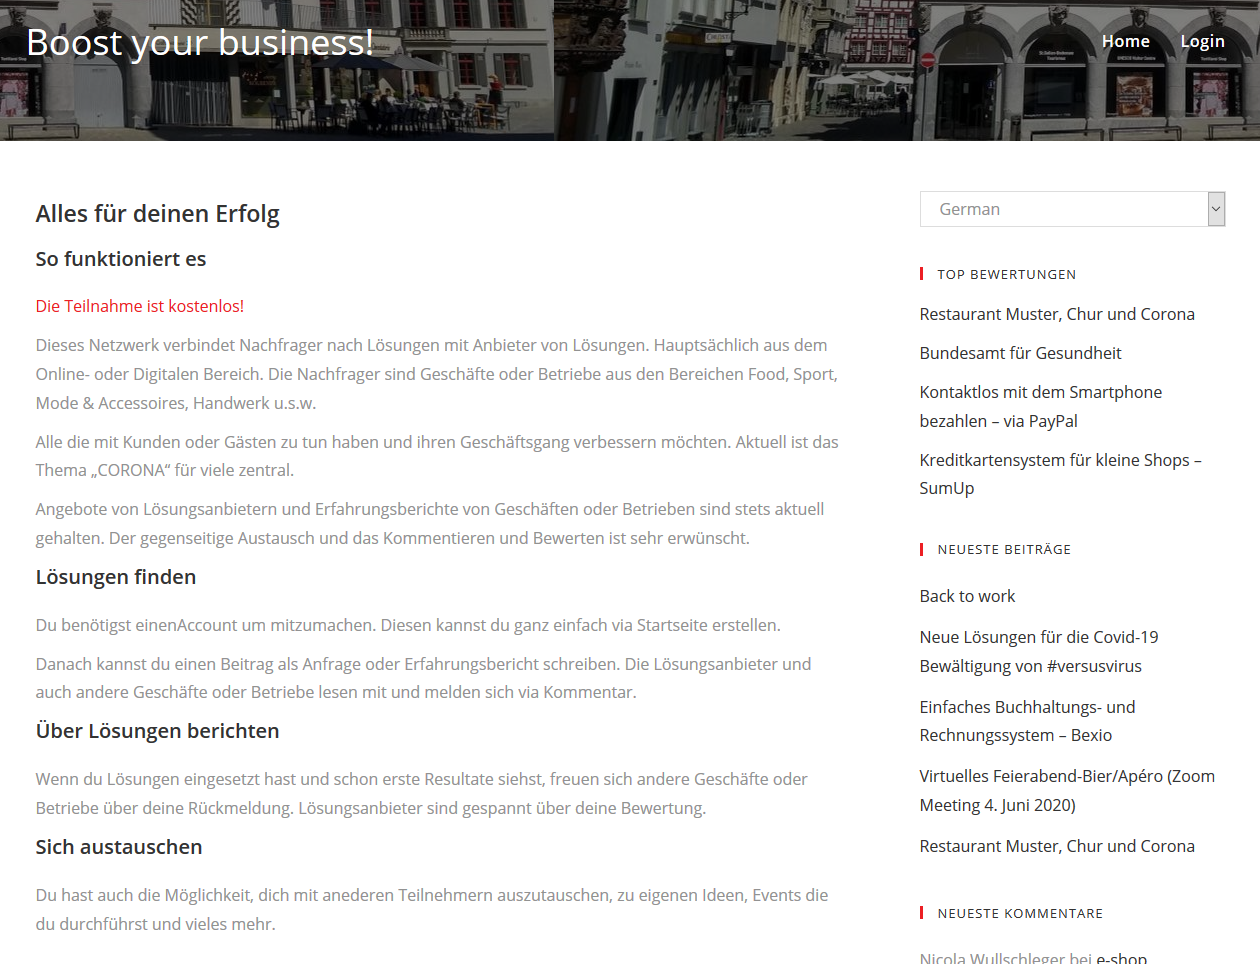 Boost your business!
Home
Login
Alles für deinen Erfolg
So funktioniert es
Die Teilnahme ist kostenlos!
Dieses Netzwerk verbindet Nachfrager nach Lösungen mit Anbieter von Lösungen. Hauptsächlich aus dem
Online- oder Digitalen Bereich. Die Nachfrager sind Geschäfte oder Betriebe aus den Bereichen Food, Sport,
Mode & Accessoires, Handwerk u.s.w.
Alle die mit Kunden oder Gästen zu tun haben und ihren Geschäftsgang verbessern möchten. Aktuell ist das
Thema „CORONA“ für viele zentral.
Angebote von Lösungsanbietern und Erfahrungsberichte von Geschäften oder Betrieben sind stets aktuell
gehalten. Der gegenseitige Austausch und das Kommentieren und Bewerten ist sehr erwünscht.
Lösungen finden
Du benötigst einenAccount um mitzumachen. Diesen kannst du ganz einfach via Startseite erstellen.
Danach kannst du einen Beitrag als Anfrage oder Erfahrungsbericht schreiben. Die Lösungsanbieter und
auch andere Geschäfte oder Betriebe lesen mit und melden sich via Kommentar.
Über Lösungen berichten
Wenn du Lösungen eingesetzt hast und schon erste Resultate siehst, freuen sich andere Geschäfte oder
Betriebe über deine Rückmeldung. Lösungsanbieter sind gespannt über deine Bewertung.
Sich austauschen
Du hast auch die Möglichkeit, dich mit anederen Teilnehmern auszutauschen, zu eigenen Ideen, Events die
du durchführst und vieles mehr.
German
TOP BEWERTUNGEN
Restaurant Muster, Chur und Corona
Bundesamt für Gesundheit
Kontaktlos mit dem Smartphone
bezahlen – via PayPal
Kreditkartensystem für kleine Shops –
SumUp
NEUESTE BEITRÄGE
Back to work
Neue Lösungen für die Covid-19
Bewältigung von #versusvirus
Einfaches Buchhaltungs- und
Rechnungssystem – Bexio
Virtuelles Feierabend-Bier/Apéro (Zoom
Meeting 4. Juni 2020)
Restaurant Muster, Chur und Corona
NEUESTE KOMMENTARE
Nicola Wullschleger bei e-shop